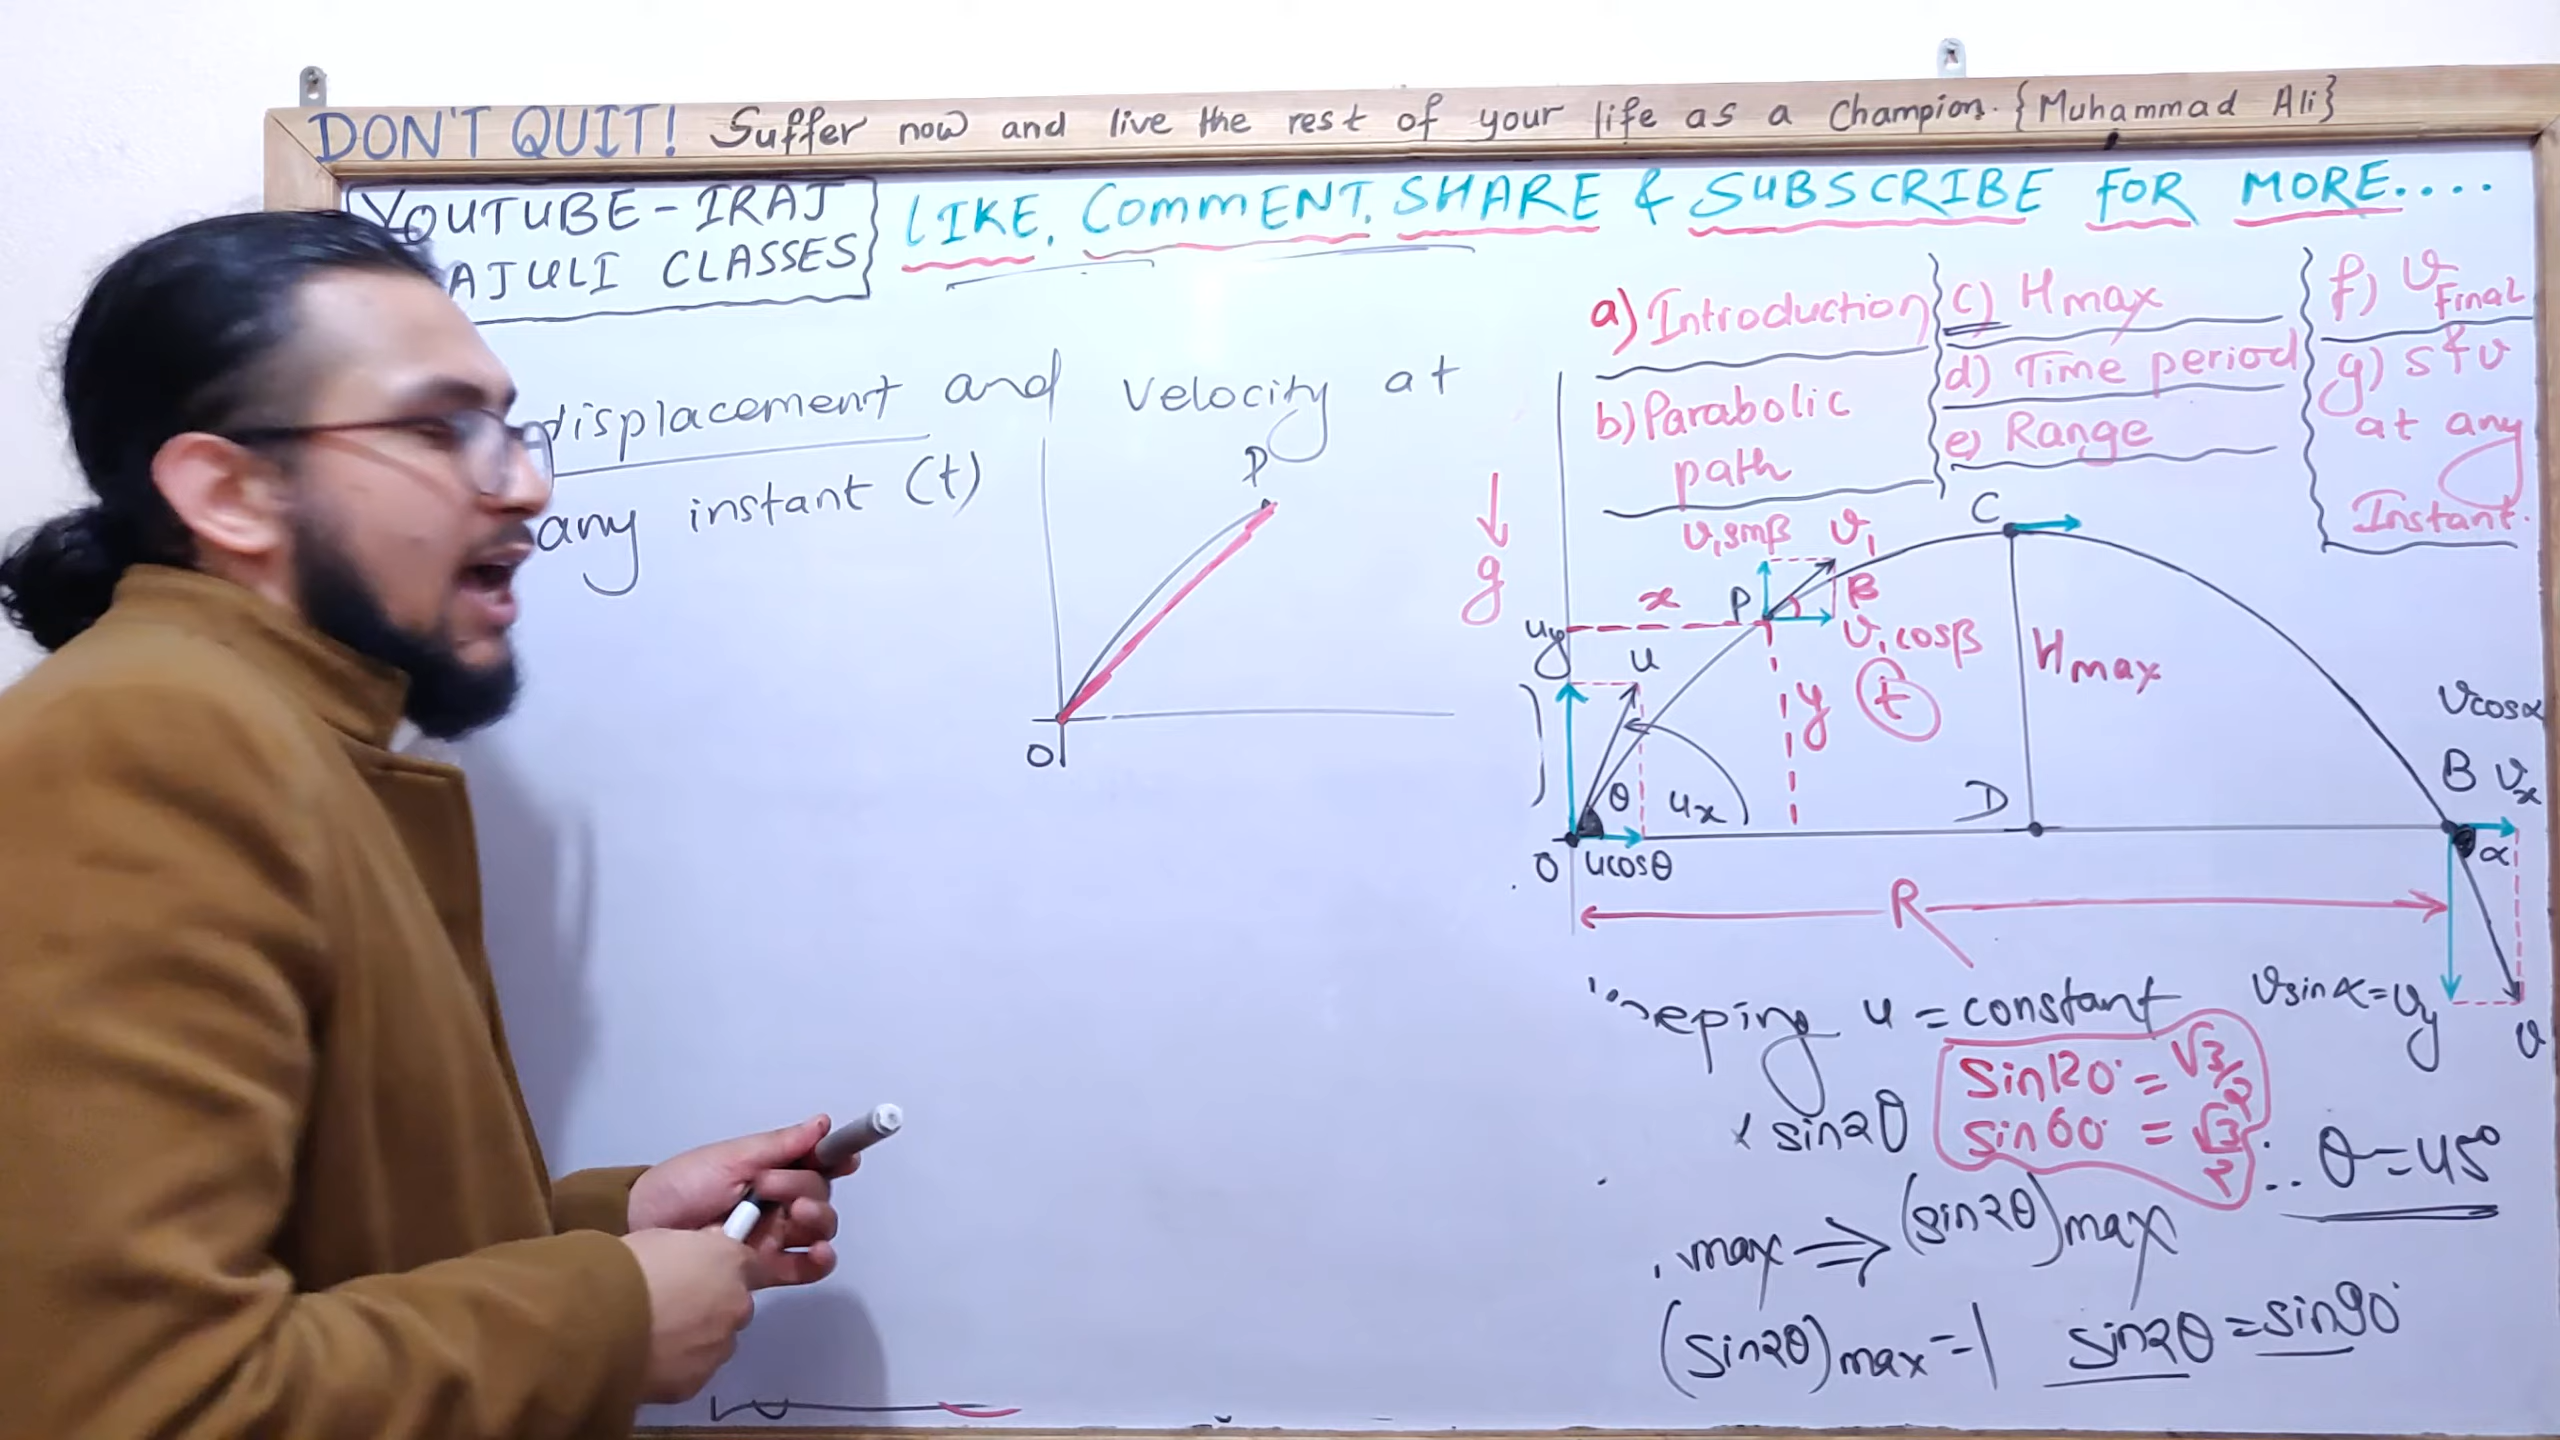 DON'T QUIT! Suffer now and live the rest of your life as a Champion. {Muhammad Ali}
YOUTUBE-IRAJ
AJULI CLASSES
LIKE, COMMENT, SHARE & SUBSCRIBE FOR MORE....
displacement and velocity at
any instant (t)
P
O
a) Introduction
b) Parabolic
path
c) Hmax
d) Time period
e) Range
f) v Final
g) s & v
at any
Instant.
g
C
v₁sinβ
v₁
P
β
v₁cosβ
x
y
t
uy
u
θ
ux
O
ucosθ
Hmax
D
vcosα
B vx
α
R
vsinα=vy
v
eeping u = constant
sin2θ
Sin120°=√3/2
Sin60°=√3/2
∴ θ=45°
max ⇒ (sin2θ)max
(sin2θ)max=1
sin2θ=sin90°